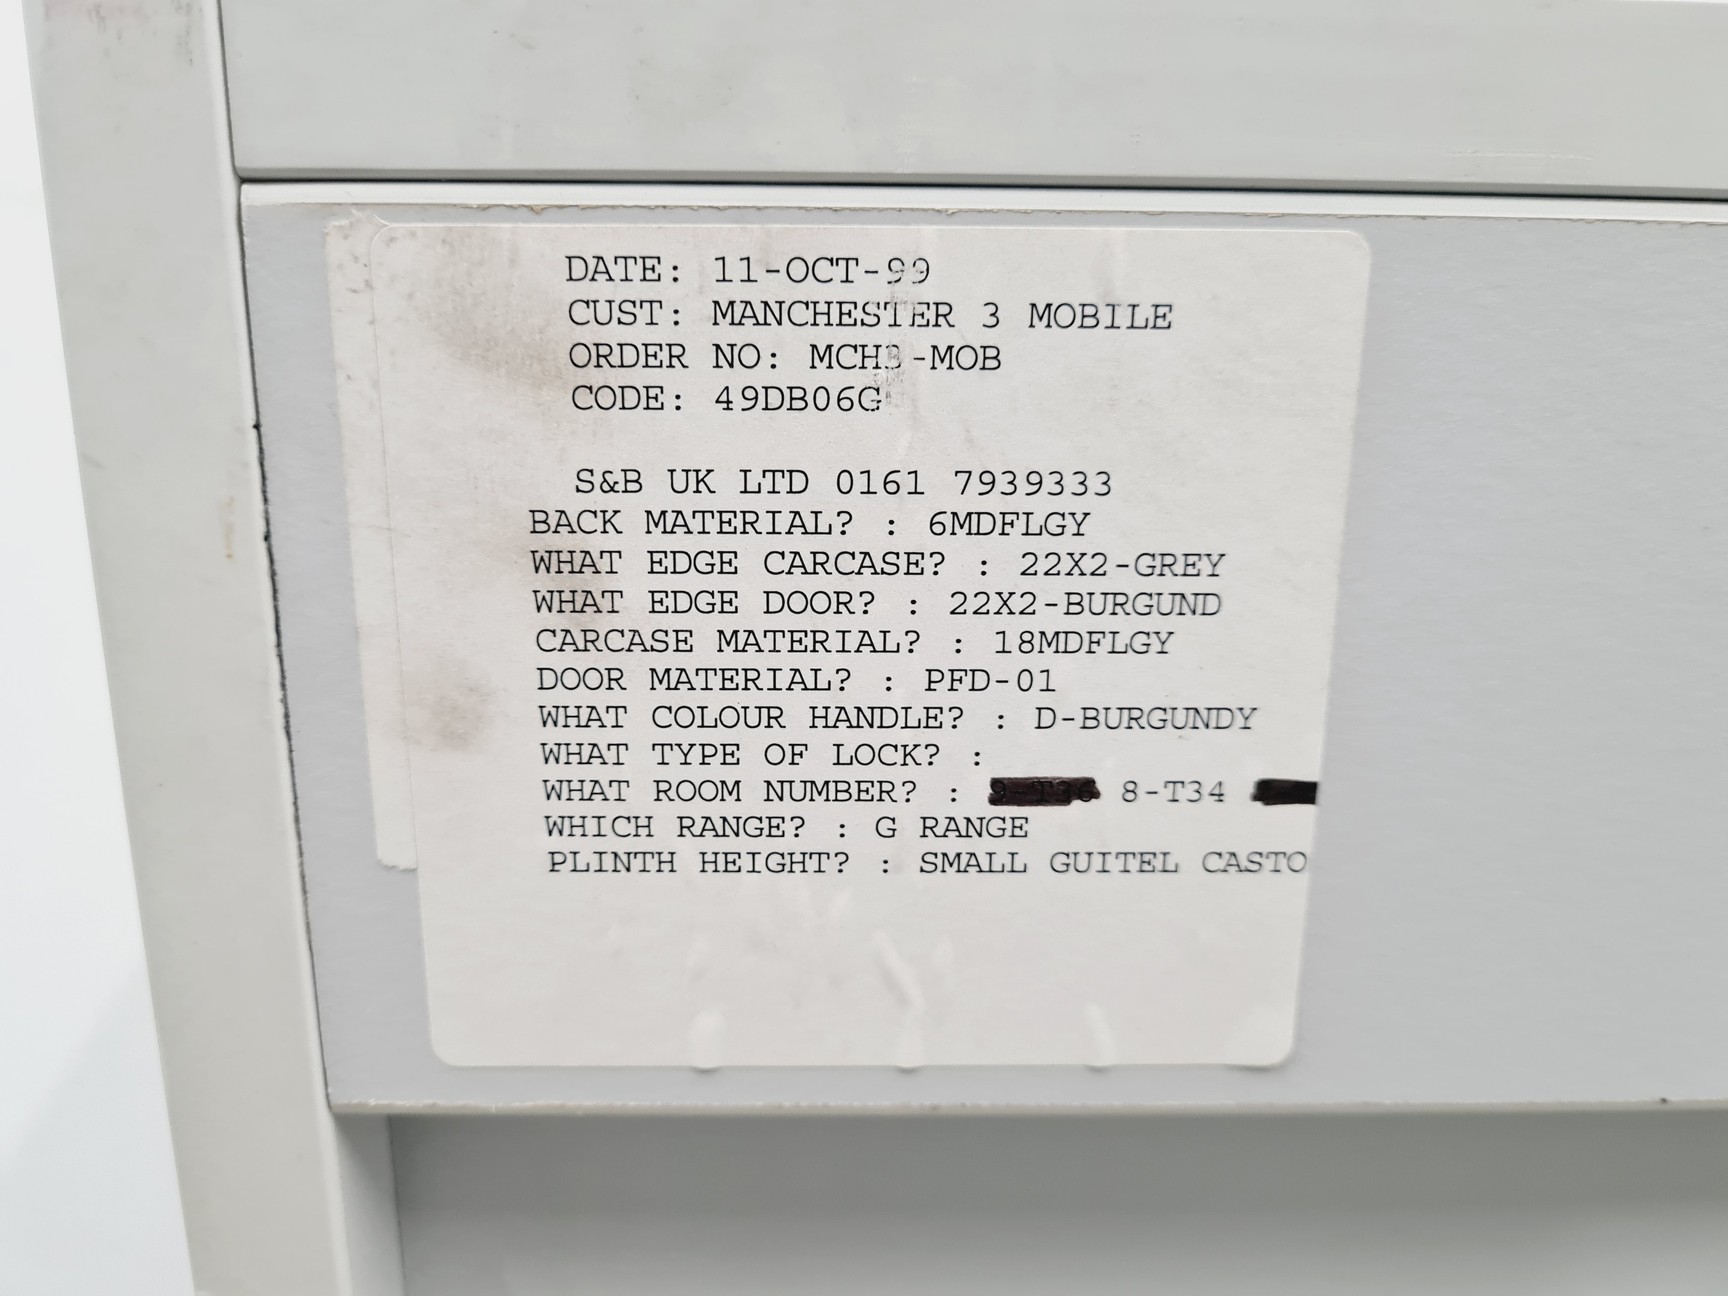 DATE: 11-OCT-99
CUST: MANCHESTER 3 MOBILE
ORDER NO: MCH3-MOB
CODE: 49DB06G
S&B UK LTD 0161 7939333
BACK MATERIAL? : 6MDFLGY
WHAT EDGE CARCASE? : 22X2-GREY
WHAT EDGE DOOR? : 22X2-BURGUND
CARCASE MATERIAL? : 18MDFLGY
DOOR MATERIAL? : PFD-01
WHAT COLOUR HANDLE? : D-BURGUNDY
WHAT TYPE OF LOCK? :
WHAT ROOM NUMBER? : 8-T34
WHICH RANGE? : G RANGE
PLINTH HEIGHT? : SMALL GUITEL CASTO